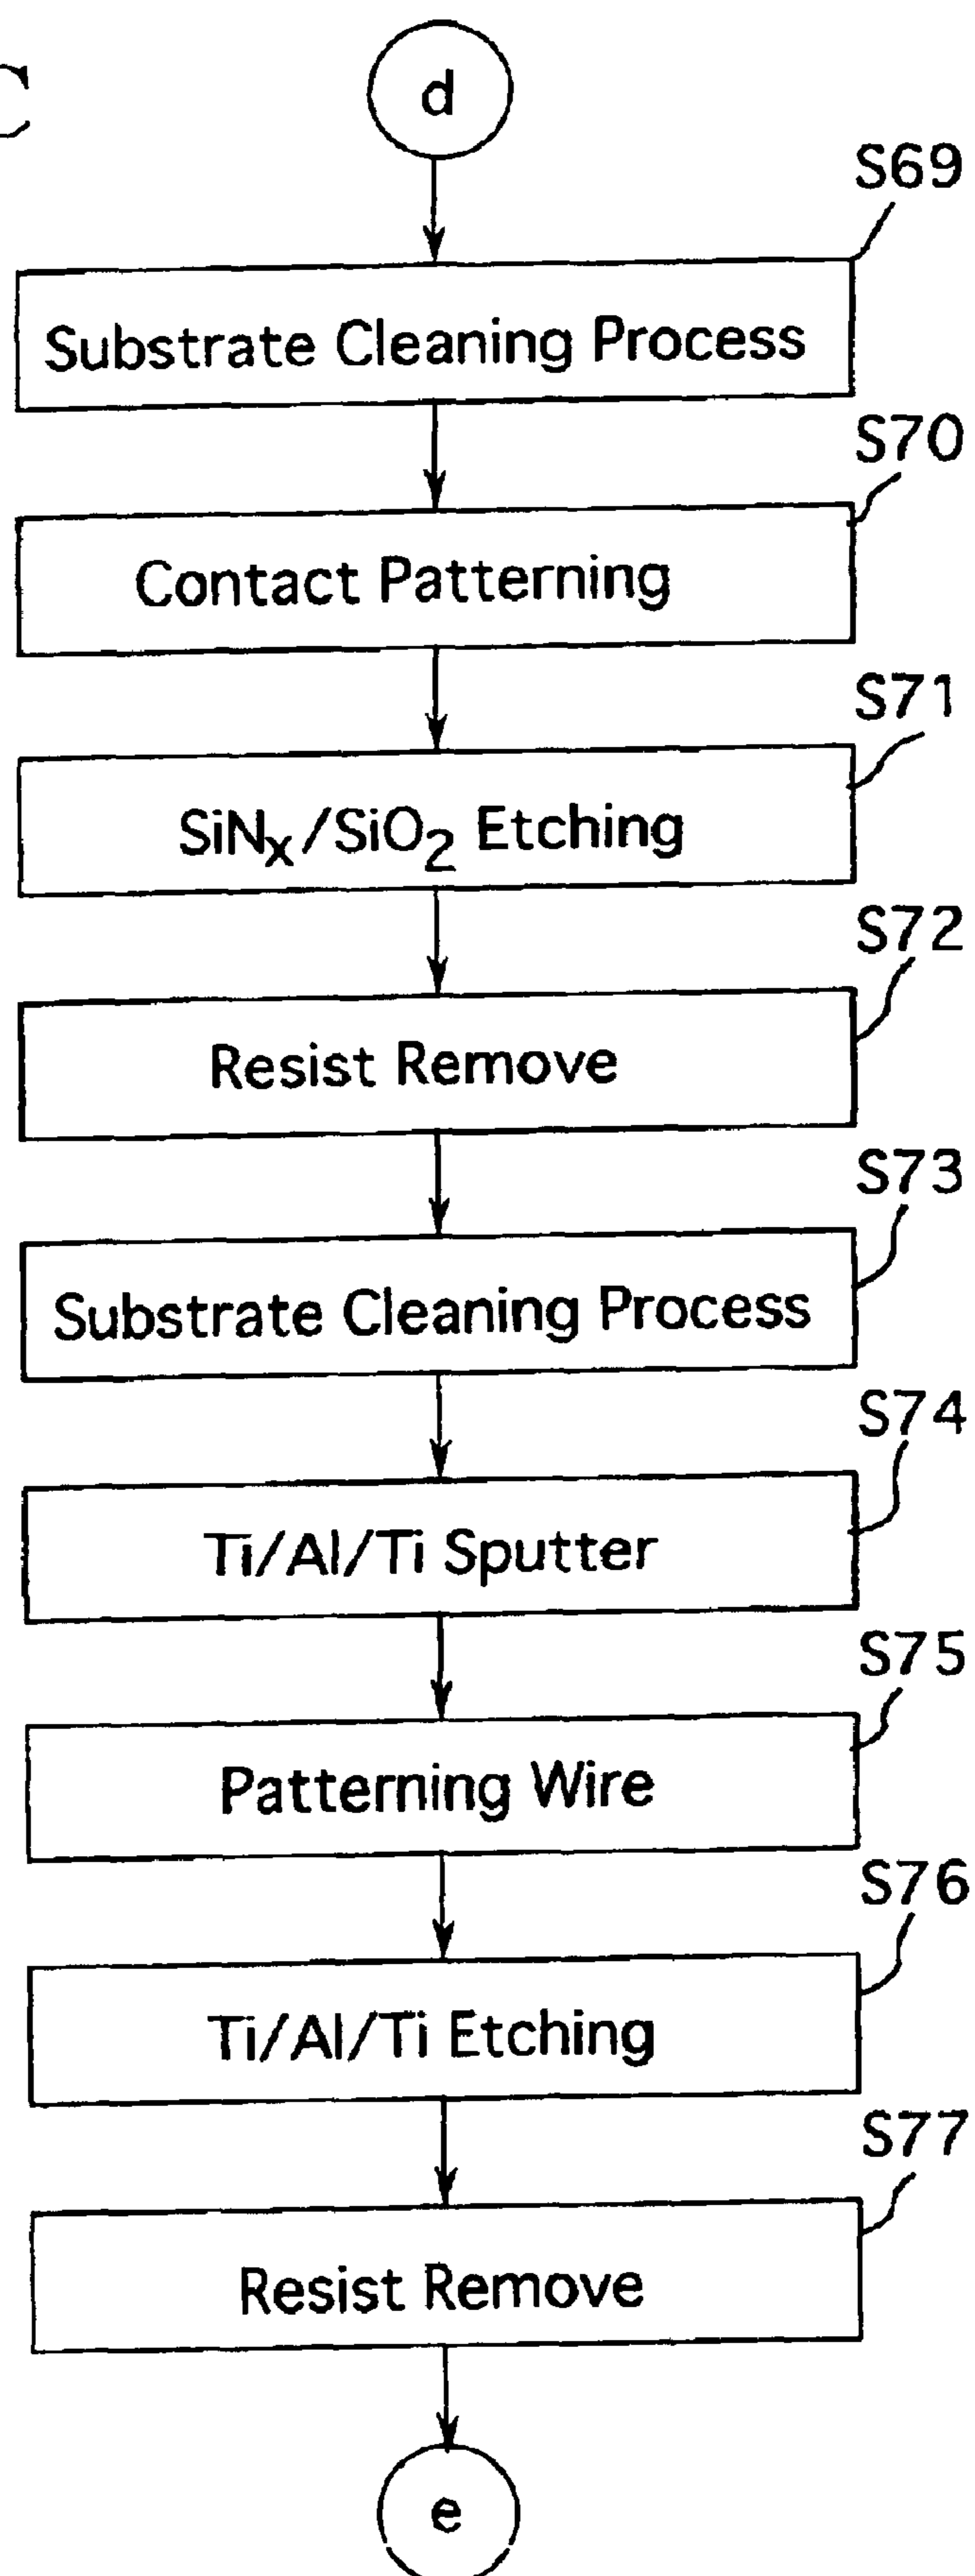 C
d
S69
Substrate Cleaning Process
S70
Contact Patterning
S71
SiNx/SiO2 Etching
S72
Resist Remove
S73
Substrate Cleaning Process
S74
Ti/Al/Ti Sputter
S75
Patterning Wire
S76
Ti/Al/Ti Etching
S77
Resist Remove
e